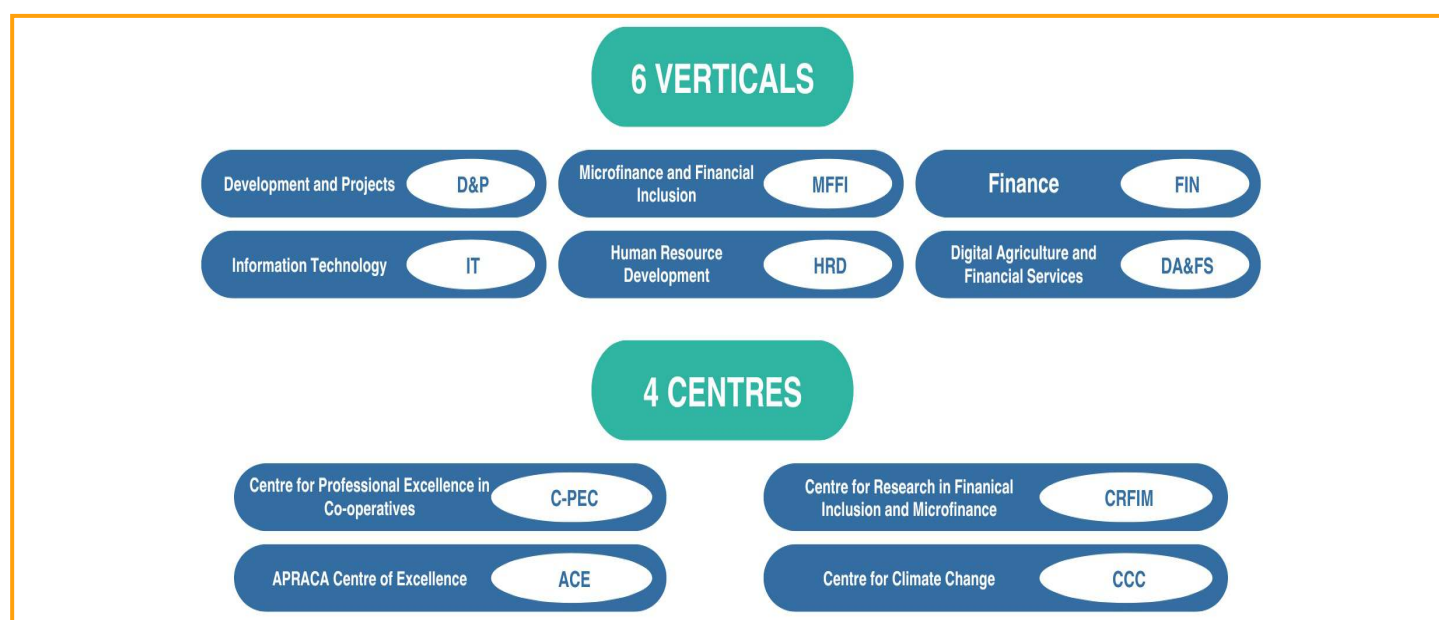 6 VERTICALS
Development and Projects
D&P
Microfinance and Financial
Inclusion
MFFI
Finance
FIN
Information Technology
IT
Human Resource
Development
HRD
Digital Agriculture and
Financial Services
DA&FS
4 CENTRES
Centre for Professional Excellence in
Co-operatives
C-PEC
Centre for Research in Finanical
Inclusion and Microfinance
CRFIM
APRACA Centre of Excellence
ACE
Centre for Climate Change
CCC